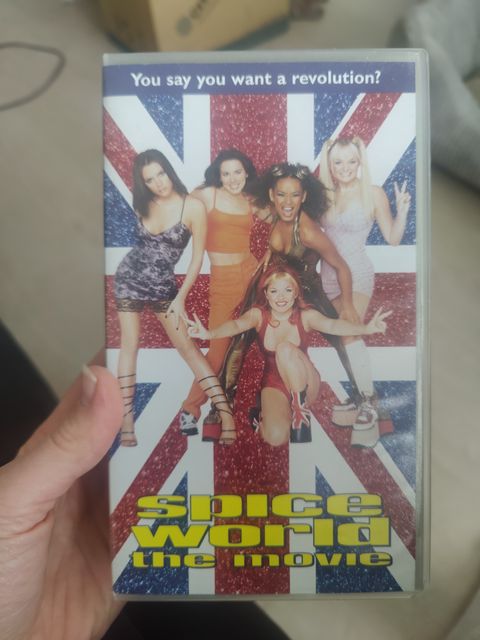 You say you want a revolution?
spice
world
the movie